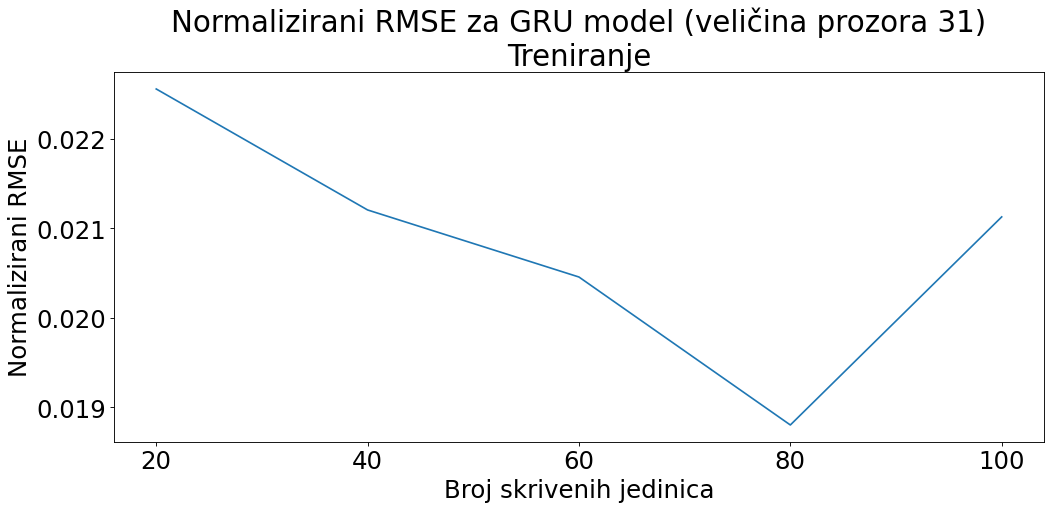 Normalizirani RMSE za GRU model (veličina prozora 31)
Treniranje
Normalizirani RMSE
0.022
0.021
0.020
0.019
20 40 60 80 100
Broj skrivenih jedinica